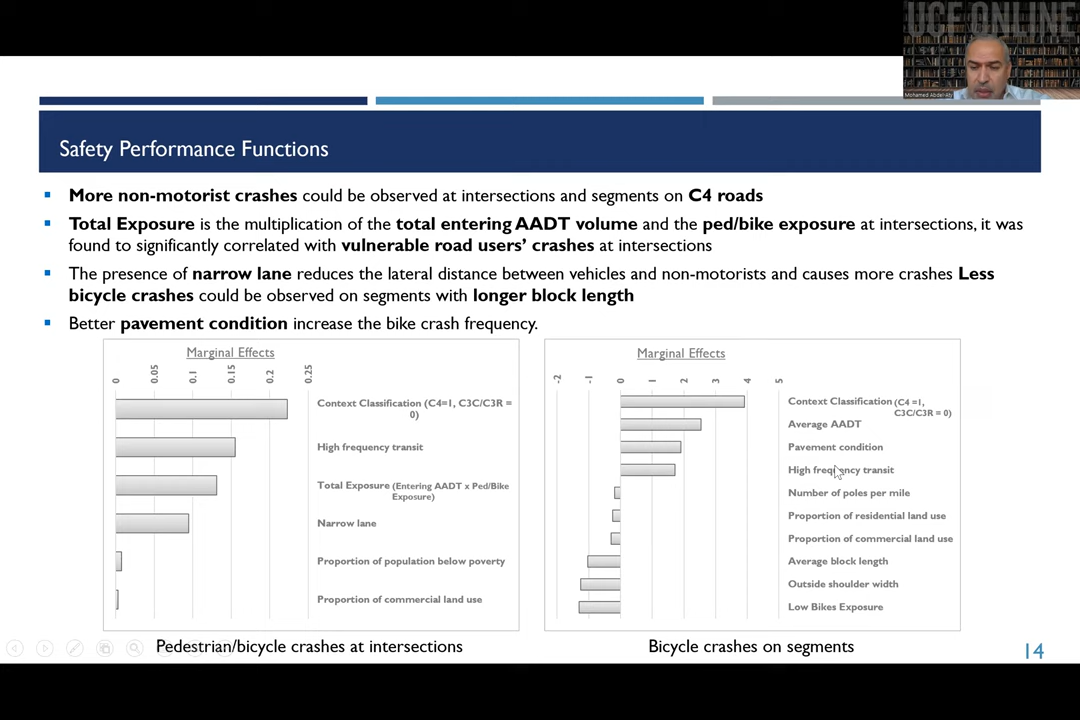 UCF ONLINE
Mohamed Abdel-Aty
Safety Performance Functions
▪ More non-motorist crashes could be observed at intersections and segments on C4 roads
▪ Total Exposure is the multiplication of the total entering AADT volume and the ped/bike exposure at intersections, it was
found to significantly correlated with vulnerable road users’ crashes at intersections
▪ The presence of narrow lane reduces the lateral distance between vehicles and non-motorists and causes more crashes Less
bicycle crashes could be observed on segments with longer block length
▪ Better pavement condition increase the bike crash frequency.
Marginal Effects
0 0.05 0.1 0.15 0.2 0.25
Context Classification (C4=1, C3C/C3R =
0)
High frequency transit
Total Exposure (Entering AADT x Ped/Bike
Exposure)
Narrow lane
Proportion of population below poverty
Proportion of commercial land use
Pedestrian/bicycle crashes at intersections
Marginal Effects
-2 -1 0 1 2 3 4 5
Context Classification (C4 =1,
C3C/C3R = 0)
Average AADT
Pavement condition
High frequency transit
Number of poles per mile
Proportion of residential land use
Proportion of commercial land use
Average block length
Outside shoulder width
Low Bikes Exposure
Bicycle crashes on segments
14